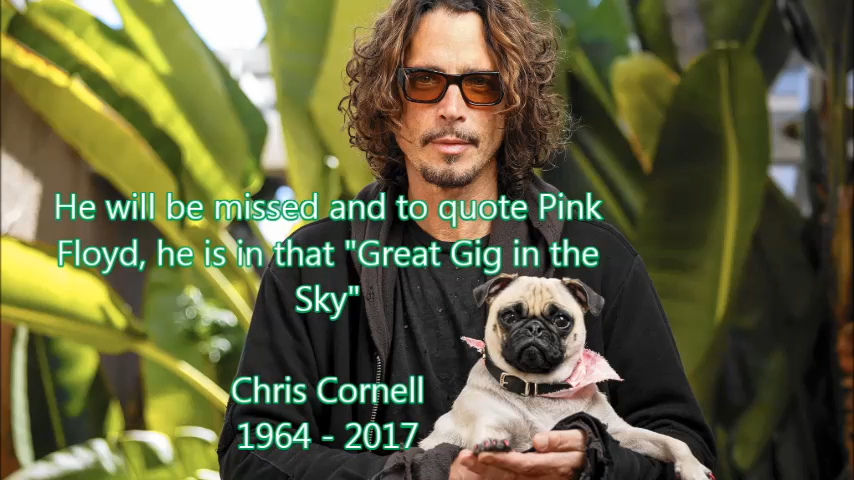 He will be missed and to quote Pink
Floyd, he is in that "Great Gig in the
Sky"
Chris Cornell
1964 - 2017